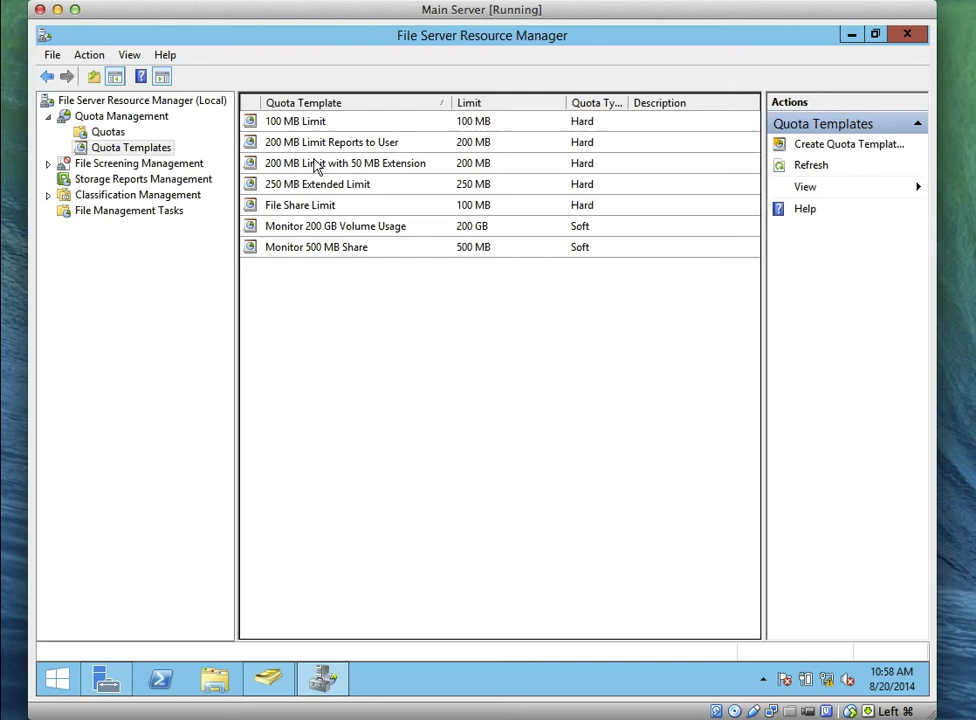 Main Server [Running]
File Server Resource Manager
File Action View Help
File Server Resource Manager (Local)
Quota Management
Quotas
Quota Templates
File Screening Management
Storage Reports Management
Classification Management
File Management Tasks
Quota Template Limit Quota Ty... Description
100 MB Limit 100 MB Hard
200 MB Limit Reports to User 200 MB Hard
200 MB Limit with 50 MB Extension 200 MB Hard
250 MB Extended Limit 250 MB Hard
File Share Limit 100 MB Hard
Monitor 200 GB Volume Usage 200 GB Soft
Monitor 500 MB Share 500 MB Soft
Actions
Quota Templates
Create Quota Templat...
Refresh
View
Help
10:58 AM
8/20/2014
Left ⌘